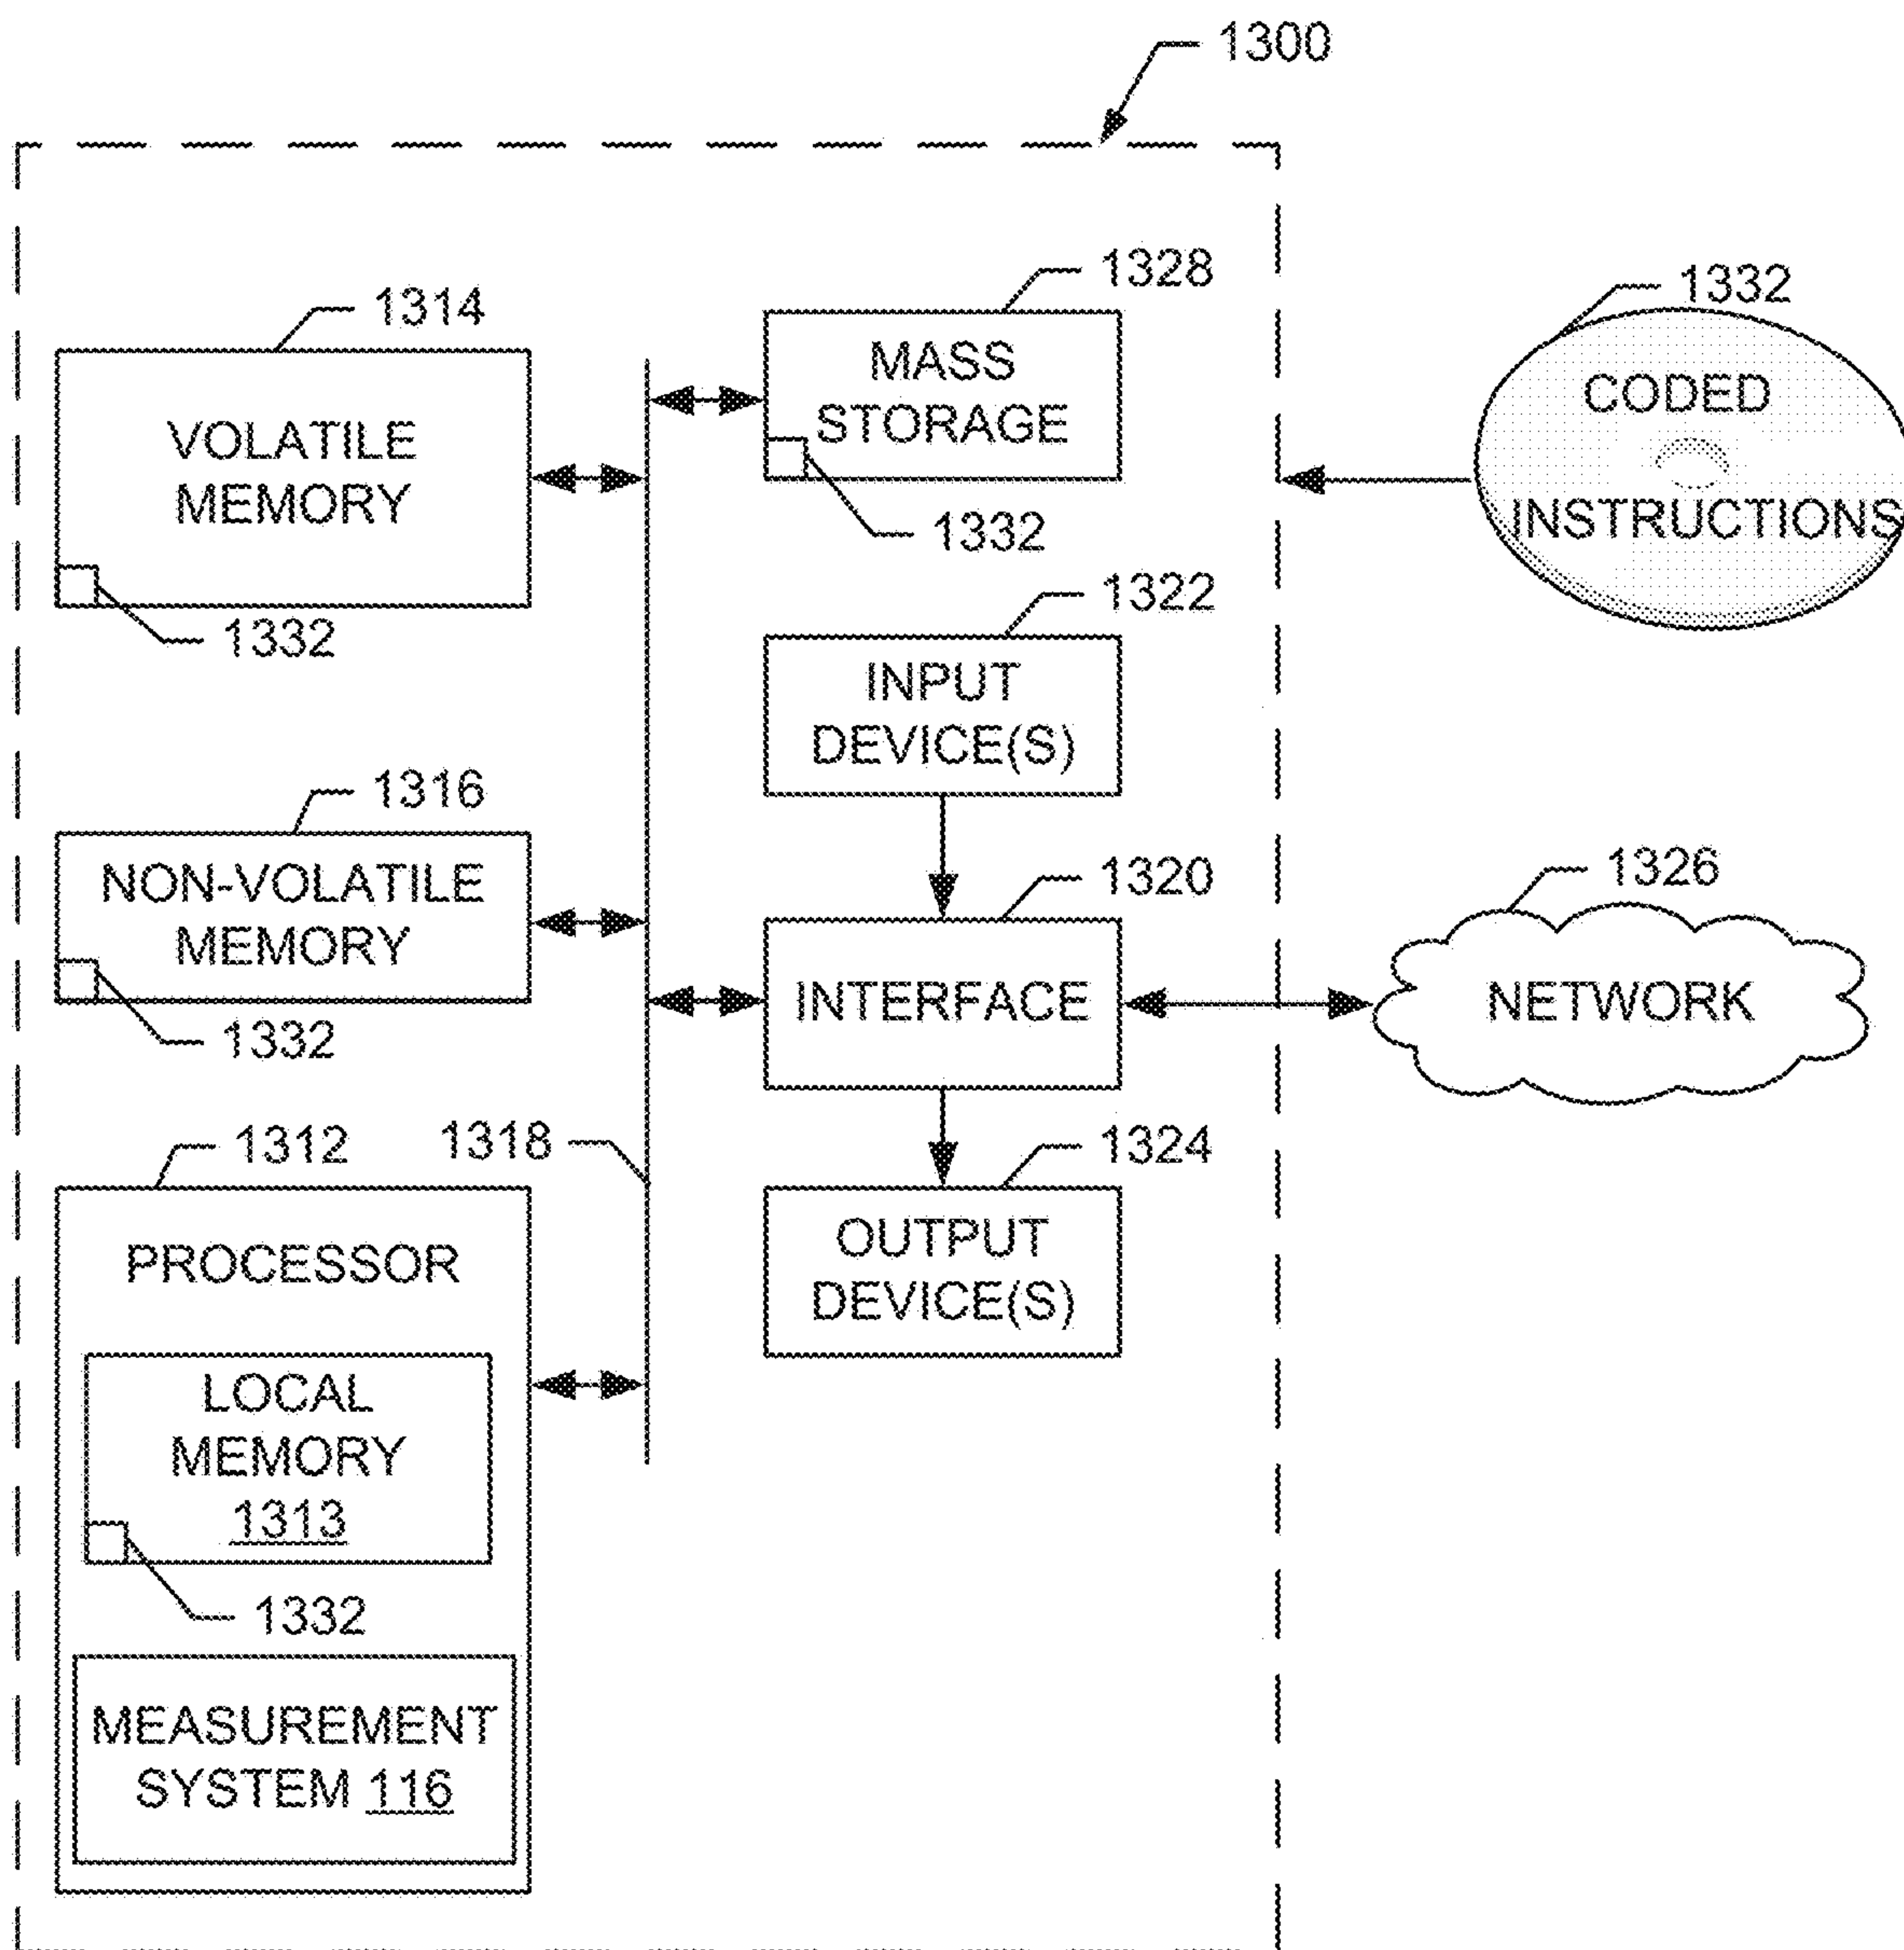 1300
1314
VOLATILE
MEMORY
1332
1328
MASS
STORAGE
1332
1332
CODED
INSTRUCTIONS
1322
INPUT
DEVICE(S)
1316
NON-VOLATILE
MEMORY
1332
1320
INTERFACE
1326
NETWORK
1312
1318
1324
OUTPUT
DEVICE(S)
PROCESSOR
LOCAL
MEMORY
1313
1332
MEASUREMENT
SYSTEM 116